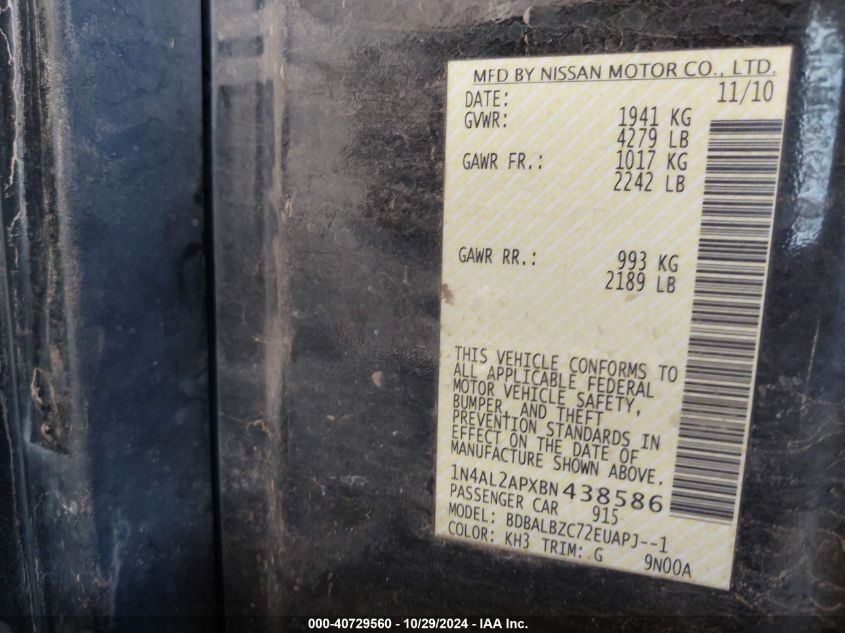 MFD BY NISSAN MOTOR CO., LTD.
DATE: 11/10
GVWR: 1941 KG
4279 LB
GAWR FR.: 1017 KG
2242 LB
GAWR RR.: 993 KG
2189 LB
THIS VEHICLE CONFORMS TO
ALL APPLICABLE FEDERAL
MOTOR VEHICLE SAFETY,
BUMPER, AND THEFT
PREVENTION STANDARDS IN
EFFECT ON THE DATE OF
MANUFACTURE SHOWN ABOVE.
1N4AL2APXBN438586
PASSENGER CAR 915
MODEL: BDBALBZC72EUAPJ--1
COLOR: KH3 TRIM: G 9N00A
000-40729560 - 10/29/2024 - IAA Inc.